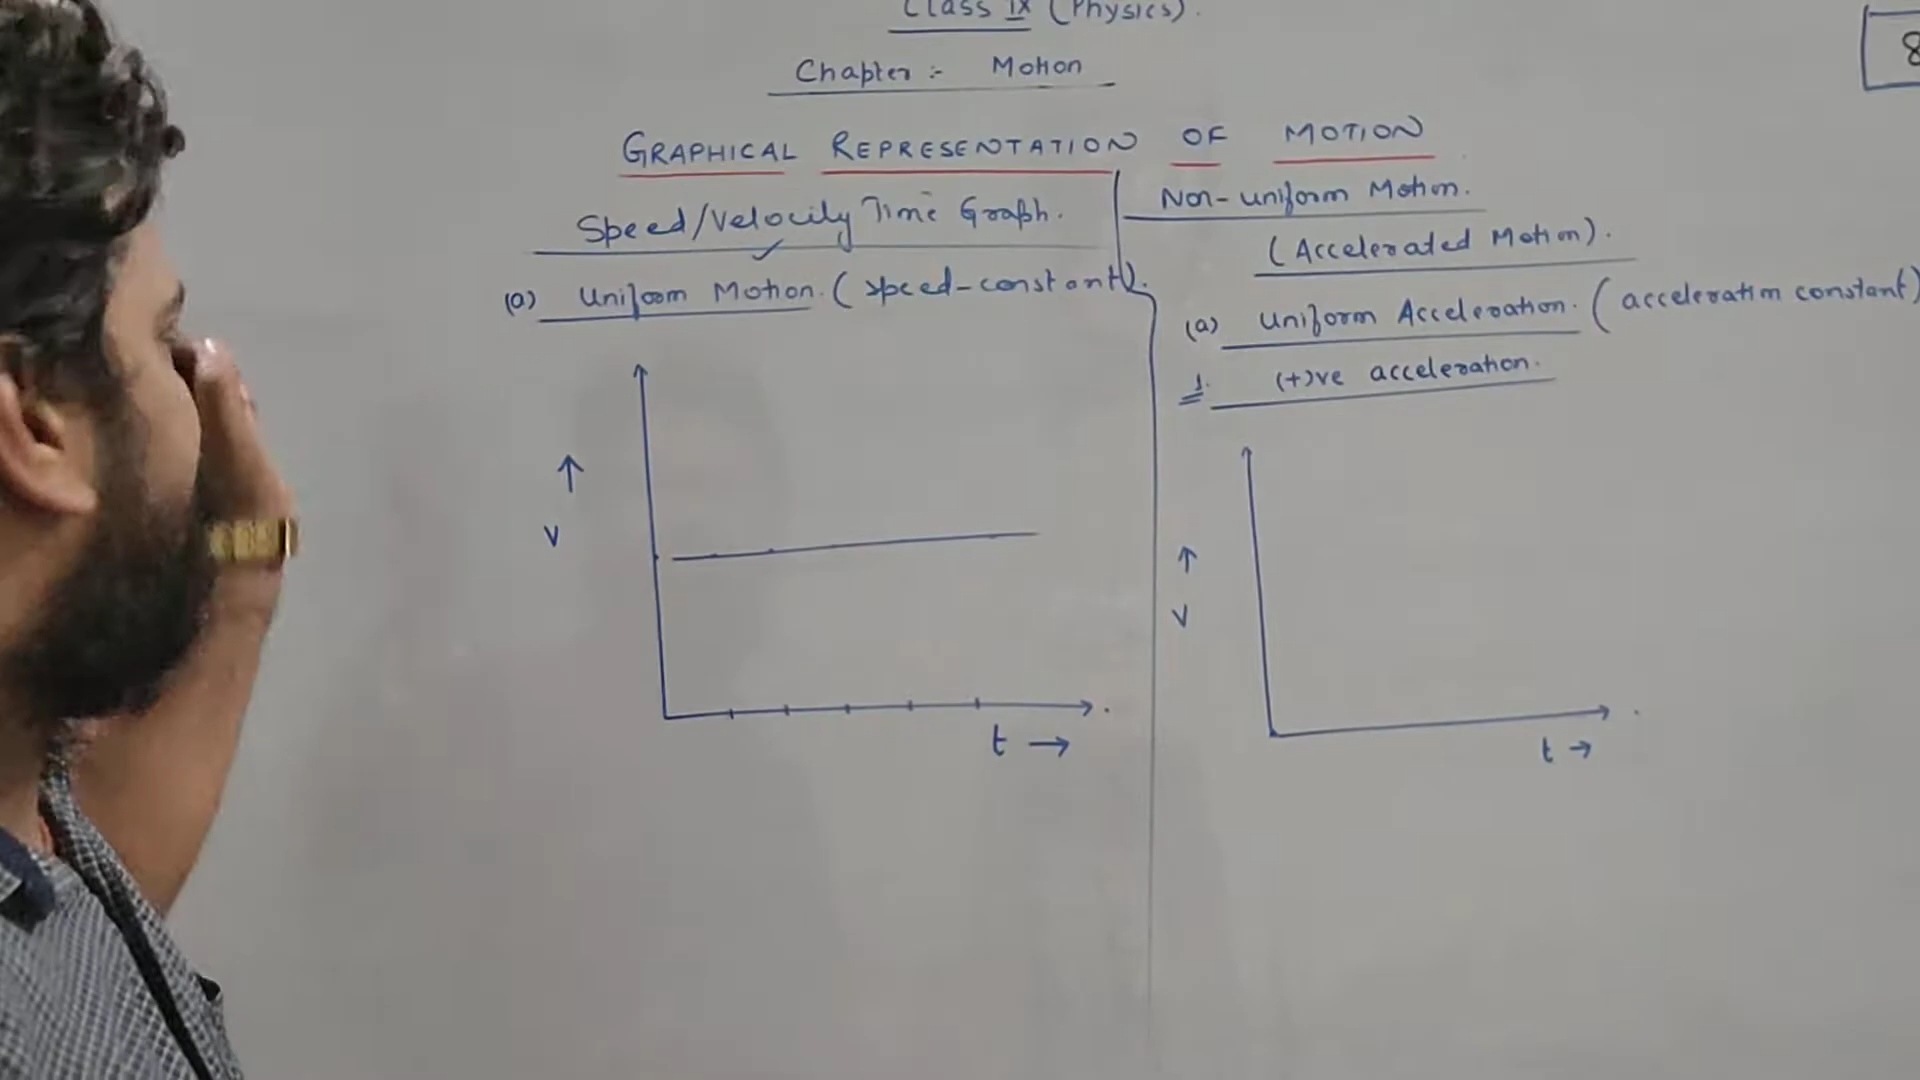 Class IX (Physics).
8
Chapter :- Motion
GRAPHICAL REPRESENTATION OF MOTION
Speed/Velocity Time Graph.
(a) Uniform Motion. (speed-constant).
↑
V
t →
Non-uniform Motion.
(Accelerated Motion).
(a) Uniform Acceleration. (acceleration constant)
1. (+)ve acceleration.
↑
V
t →